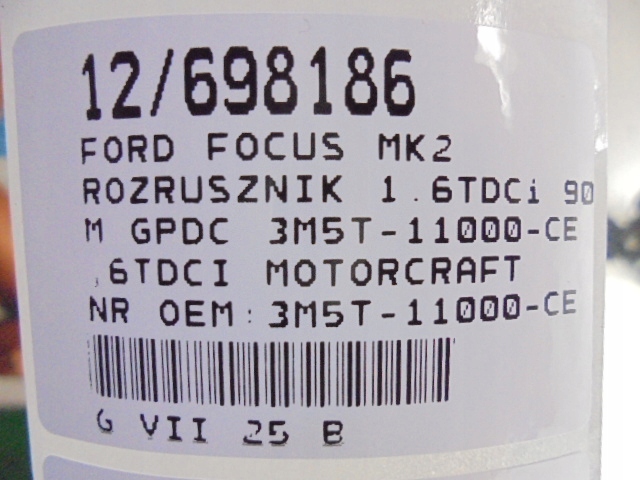 12/698186
FORD FOCUS MK2
ROZRUSZNIK 1.6TDCi 90
M GPDC 3M5T-11000-CE
.6TDCI MOTORCRAFT
NR OEM: 3M5T-11000-CE
G VII 25 B